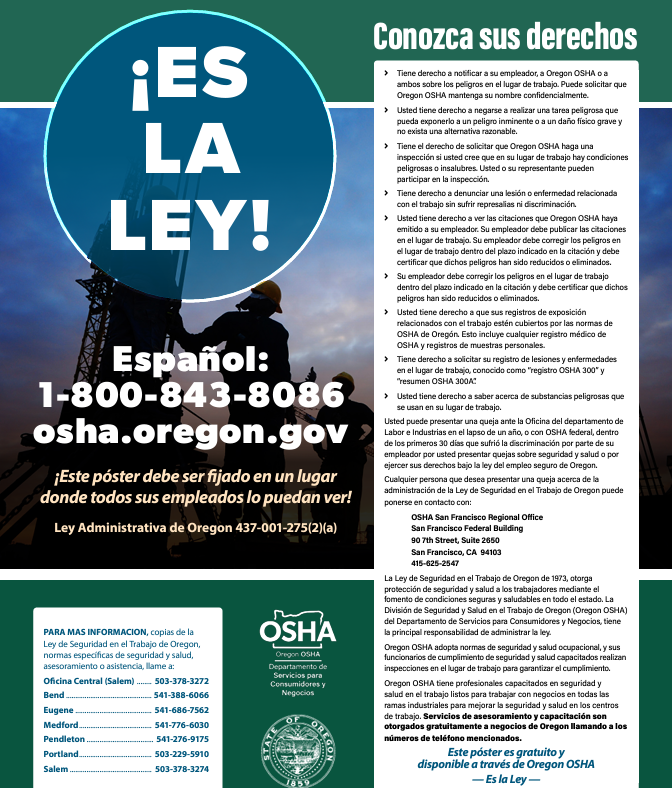 ¡ES
LA
LEY!
Español:
1-800-843-8086
osha.oregon.gov
¡Este póster debe ser fijado en un lugar
donde todos sus empleados lo puedan ver!
Ley Administrativa de Oregon 437-001-275(2)(a)
PARA MAS INFORMACION, copias de la
Ley de Seguridad en el Trabajo de Oregon,
normas específicas de seguridad y salud,
asesoramiento o asistencia, llame a:
Oficina Central (Salem) ....... 503-378-3272
Bend ................................ 541-388-6066
Eugene ............................. 541-686-7562
Medford ............................ 541-776-6030
Pendleton .......................... 541-276-9175
Portland ............................ 503-229-5910
Salem ............................... 503-378-3274
OSHA
Oregon OSHA
Departamento de
Servicios para
Consumidores y
Negocios
STATE OF OREGON
1859
Conozca sus derechos
› Tiene derecho a notificar a su empleador, a Oregon OSHA o a
ambos sobre los peligros en el lugar de trabajo. Puede solicitar que
Oregon OSHA mantenga su nombre confidencialmente.
› Usted tiene derecho a negarse a realizar una tarea peligrosa que
pueda exponerlo a un peligro inminente o a un daño físico grave y
no exista una alternativa razonable.
› Tiene el derecho de solicitar que Oregon OSHA haga una
inspección si usted cree que en su lugar de trabajo hay condiciones
peligrosas o insalubres. Usted o su representante pueden
participar en la inspección.
› Tiene derecho a denunciar una lesión o enfermedad relacionada
con el trabajo sin sufrir represalias ni discriminación.
› Usted tiene derecho a ver las citaciones que Oregon OSHA haya
emitido a su empleador. Su empleador debe publicar las citaciones
en el lugar de trabajo. Su empleador debe corregir los peligros en
el lugar de trabajo dentro del plazo indicado en la citación y debe
certificar que dichos peligros han sido reducidos o eliminados.
› Su empleador debe corregir los peligros en el lugar de trabajo
dentro del plazo indicado en la citación y debe certificar que dichos
peligros han sido reducidos o eliminados.
› Usted tiene derecho a que sus registros de exposición
relacionados con el trabajo estén cubiertos por las normas de
OSHA de Oregón. Esto incluye cualquier registro médico de
OSHA y registros de muestras personales.
› Tiene derecho a solicitar su registro de lesiones y enfermedades
en el lugar de trabajo, conocido como “registro OSHA 300” y
“resumen OSHA 300A”.
› Usted tiene derecho a saber acerca de substancias peligrosas que
se usan en su lugar de trabajo.
Usted puede presentar una queja ante la Oficina del departamento de
Labor e Industrias en el lapso de un año, o con OSHA federal, dentro
de los primeros 30 días que sufrió la discriminación por parte de su
empleador por usted presentar quejas sobre seguridad y salud o por
ejercer sus derechos bajo la ley del empleo seguro de Oregon.
Cualquier persona que desea presentar una queja acerca de la
administración de la Ley de Seguridad en el Trabajo de Oregon puede
ponerse en contacto con:
OSHA San Francisco Regional Office
San Francisco Federal Building
90 7th Street, Suite 2650
San Francisco, CA 94103
415-625-2547
La Ley de Seguridad en el Trabajo de Oregon de 1973, otorga
protección de seguridad y salud a los trabajadores mediante el
fomento de condiciones seguras y saludables en todo el estado. La
División de Seguridad y Salud en el Trabajo de Oregon (Oregon OSHA)
del Departamento de Servicios para Consumidores y Negocios, tiene
la principal responsabilidad de administrar la ley.
Oregon OSHA adopta normas de seguridad y salud ocupacional, y sus
funcionarios de cumplimiento de seguridad y salud capacitados realizan
inspecciones en el lugar de trabajo para garantizar el cumplimiento.
Oregon OSHA tiene profesionales capacitados en seguridad y
salud en el trabajo listos para trabajar con negocios en todas las
ramas industriales para mejorar la seguridad y salud en los centros
de trabajo. Servicios de asesoramiento y capacitación son
otorgados gratuitamente a negocios de Oregon llamando a los
números de teléfono mencionados.
Este póster es gratuito y
disponible a través de Oregon OSHA
— Es la Ley —